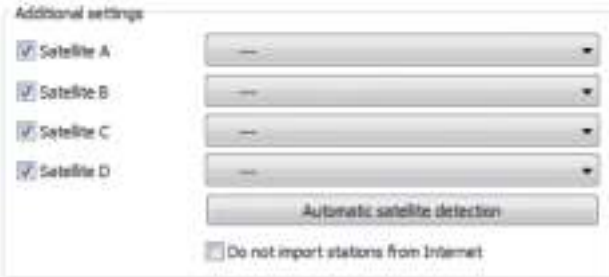 Additional settings
Satellite A ---
Satellite B ---
Satellite C ---
Satellite D ---
Automatic satellite detection
Do not import stations from Internet